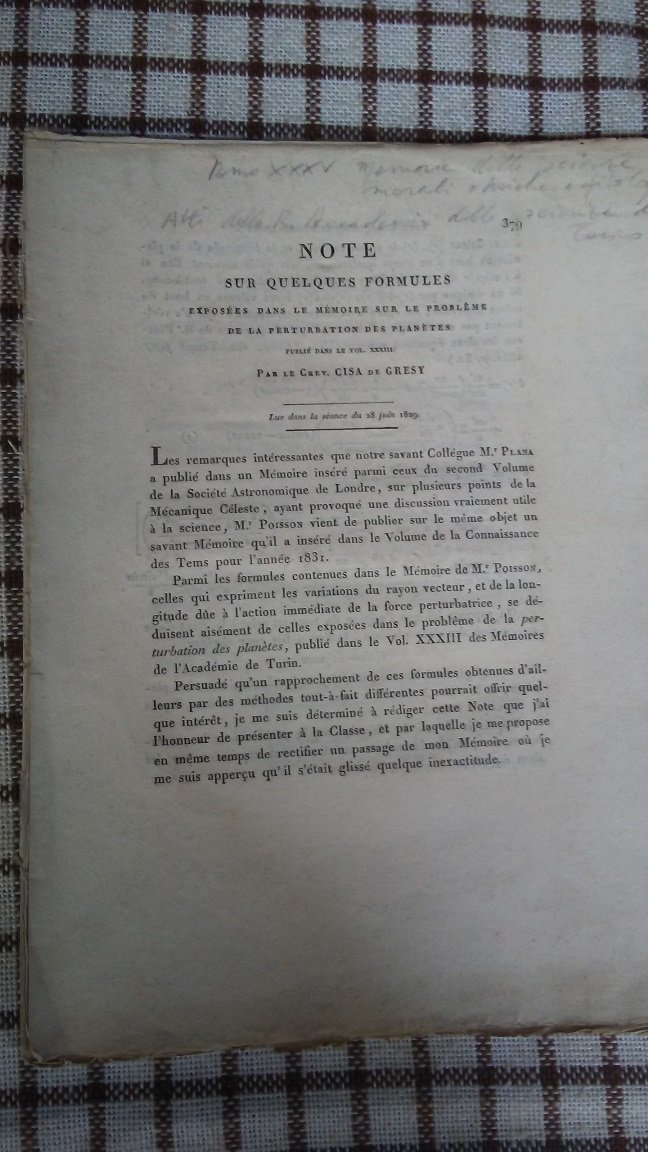 Tomo XXXV Memorie delle scienze
morali
Atti della R. Accademia delle scienze di
Torino
379
NOTE
SUR QUELQUES FORMULES
EXPOSÉES DANS LE MÉMOIRE SUR LE PROBLÈME
DE LA PERTURBATION DES PLANÈTES
PUBLIÉ DANS LE VOL. XXXIII.
PAR LE CHEV. CISA DE GRESY
Lue dans la séance du 28 juin 1829.
Les remarques intéressantes que notre savant Collégue M.r PLANA
a publié dans un Mémoire inséré parmi ceux du second Volume
de la Société Astronomique de Londre, sur plusieurs points de la
Mécanique Céleste, ayant provoqué une discussion vraiement utile
à la science, M.r POISSON vient de publier sur le même objet un
savant Mémoire qu'il a inséré dans le Volume de la Connaissance
des Tems pour l'année 1831.
Parmi les formules contenues dans le Mémoire de M.r POISSON,
celles qui expriment les variations du rayon vecteur, et de la lon-
gitude dûe à l'action immédiate de la force perturbatrice, se dé-
duisent aisément de celles exposées dans le problême de la per-
turbation des planètes, publié dans le Vol. XXXIII des Mémoires
de l'Académie de Turin.
Persuadé qu'un rapprochement de ces formules obtenues d'ail-
leurs par des méthodes tout-à-fait différentes pourrait offrir quel-
que intérêt, je me suis déterminé à rédiger cette Note que j'ai
l'honneur de présenter à la Classe, et par laquelle je me propose
en même temps de rectifier un passage de mon Mémoire où je
me suis apperçu qu'il s'était glissé quelque inexactitude.